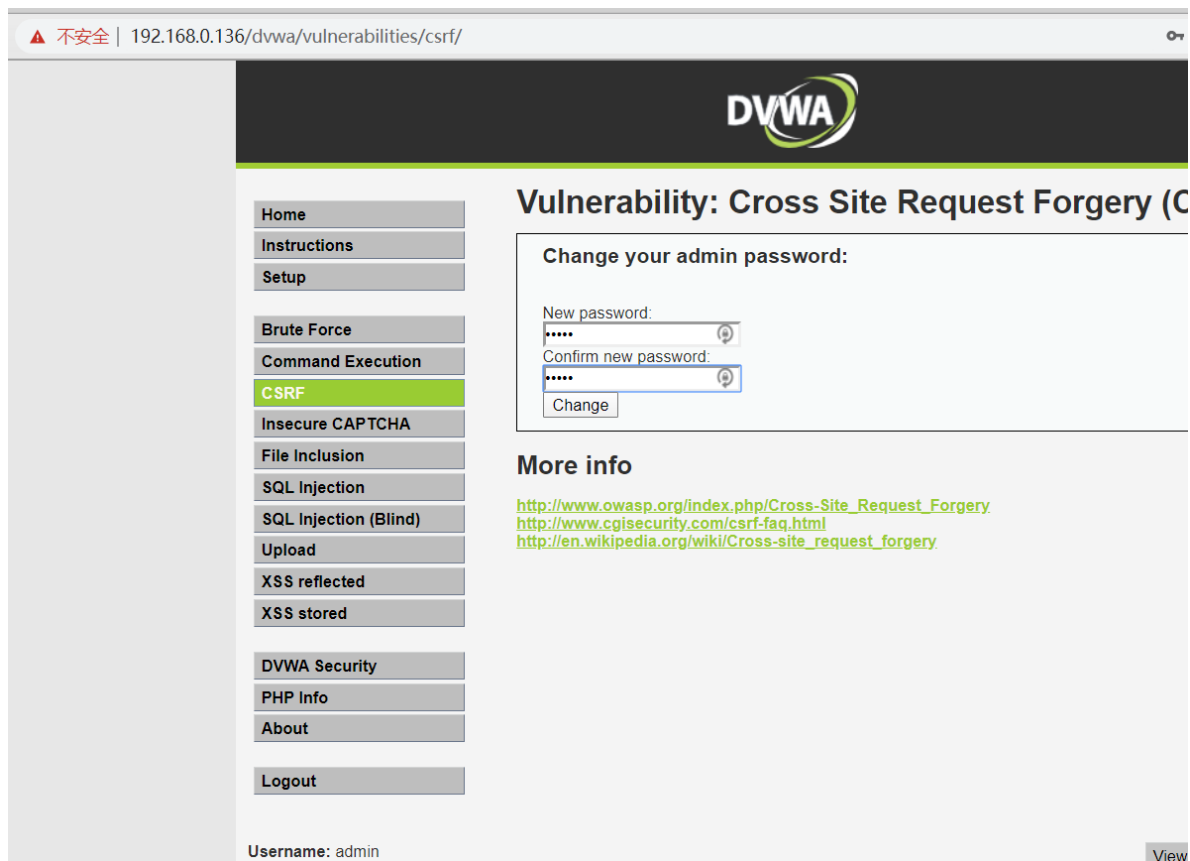 不安全 | 192.168.0.136/dvwa/vulnerabilities/csrf/
DVWA
Home
Instructions
Setup
Brute Force
Command Execution
CSRF
Insecure CAPTCHA
File Inclusion
SQL Injection
SQL Injection (Blind)
Upload
XSS reflected
XSS stored
DVWA Security
PHP Info
About
Logout
Username: admin
Vulnerability: Cross Site Request Forgery (C
Change your admin password:
New password:
•••••
Confirm new password:
•••••
Change
More info
http://www.owasp.org/index.php/Cross-Site_Request_Forgery
http://www.cgisecurity.com/csrf-faq.html
http://en.wikipedia.org/wiki/Cross-site_request_forgery
View